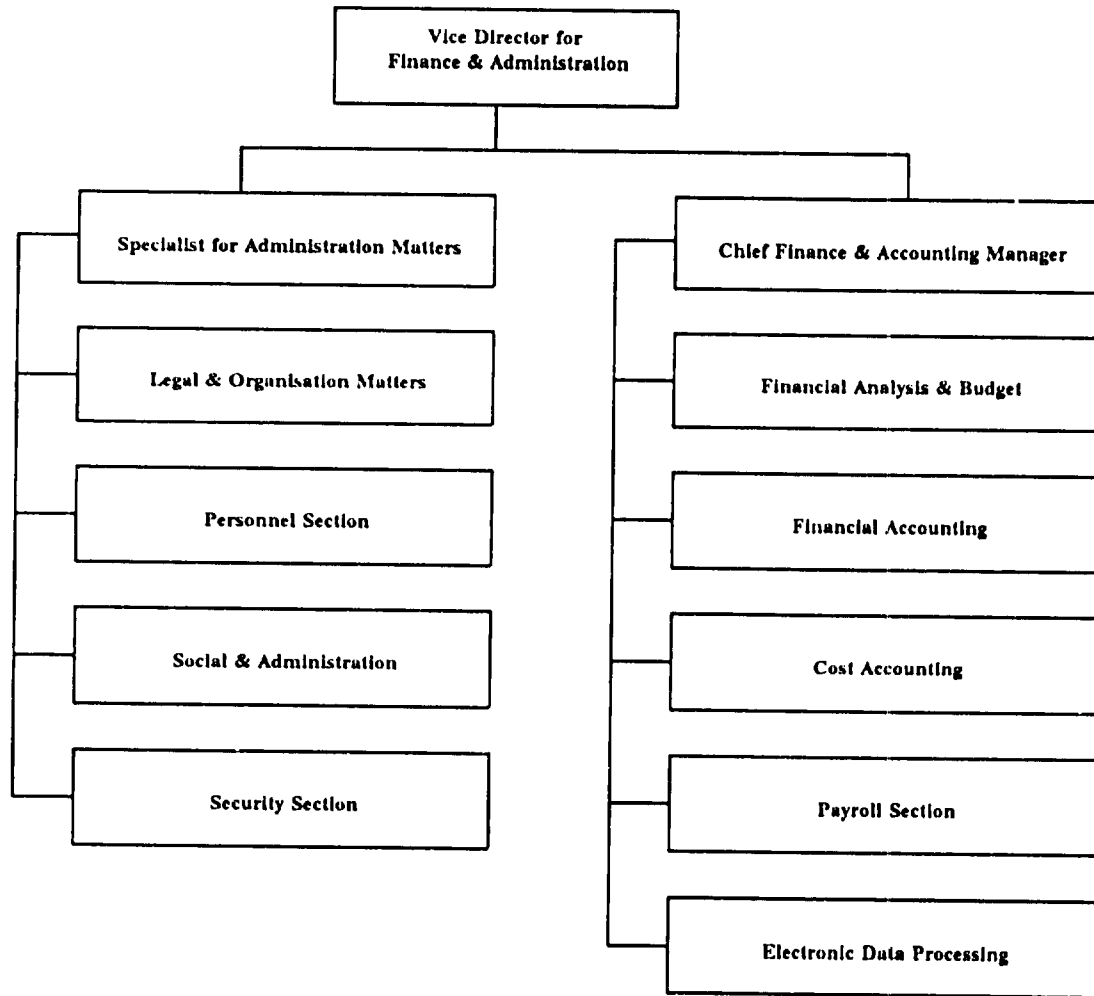 Vice Director for
Finance & Administration
Specialist for Administration Matters
Legal & Organisation Matters
Personnel Section
Social & Administration
Security Section
Chief Finance & Accounting Manager
Financial Analysis & Budget
Financial Accounting
Cost Accounting
Payroll Section
Electronic Data Processing